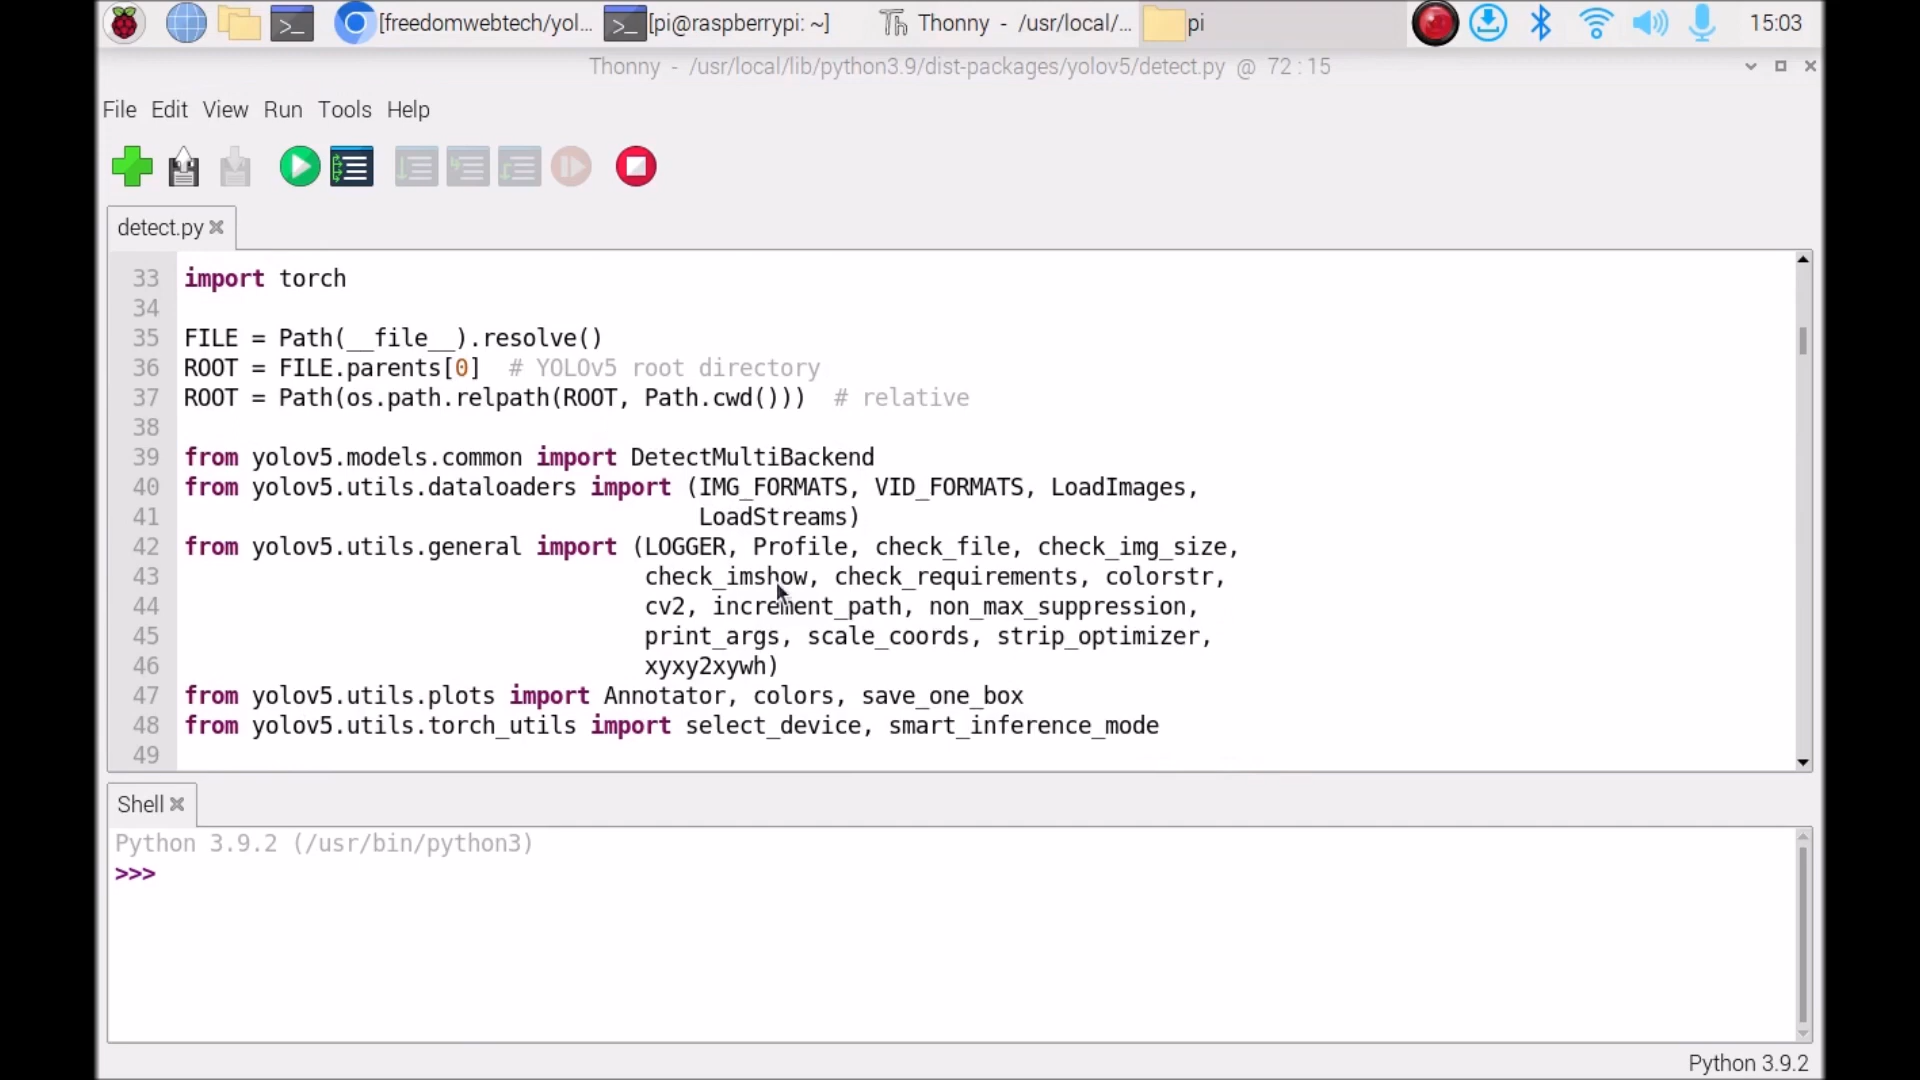 [freedomwebtech/yol... [pi@raspberrypi: ~] Th Thonny - /usr/local/... pi 15:03
Thonny - /usr/local/lib/python3.9/dist-packages/yolov5/detect.py @ 72 : 15
File Edit View Run Tools Help
detect.py
33 import torch
34
35 FILE = Path(__file__).resolve()
36 ROOT = FILE.parents[0]  # YOLOv5 root directory
37 ROOT = Path(os.path.relpath(ROOT, Path.cwd()))  # relative
38
39 from yolov5.models.common import DetectMultiBackend
40 from yolov5.utils.dataloaders import (IMG_FORMATS, VID_FORMATS, LoadImages,
41 LoadStreams)
42 from yolov5.utils.general import (LOGGER, Profile, check_file, check_img_size,
43 check_imshow, check_requirements, colorstr,
44 cv2, increment_path, non_max_suppression,
45 print_args, scale_coords, strip_optimizer,
46 xyxy2xywh)
47 from yolov5.utils.plots import Annotator, colors, save_one_box
48 from yolov5.utils.torch_utils import select_device, smart_inference_mode
49
Shell
Python 3.9.2 (/usr/bin/python3)
>>>
Python 3.9.2